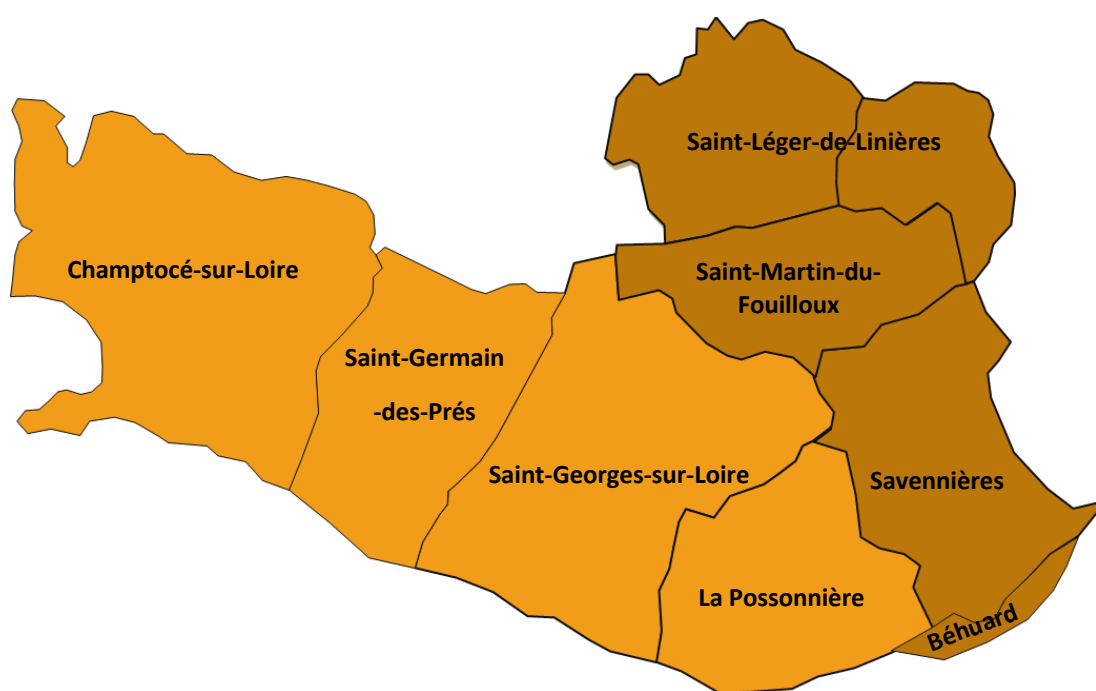 Saint-Léger-de-Linières
Champtocé-sur-Loire
Saint-Martin-du-
Fouilloux
Saint-Germain
-des-Prés
Saint-Georges-sur-Loire
Savennières
La Possonnière
Béhuard